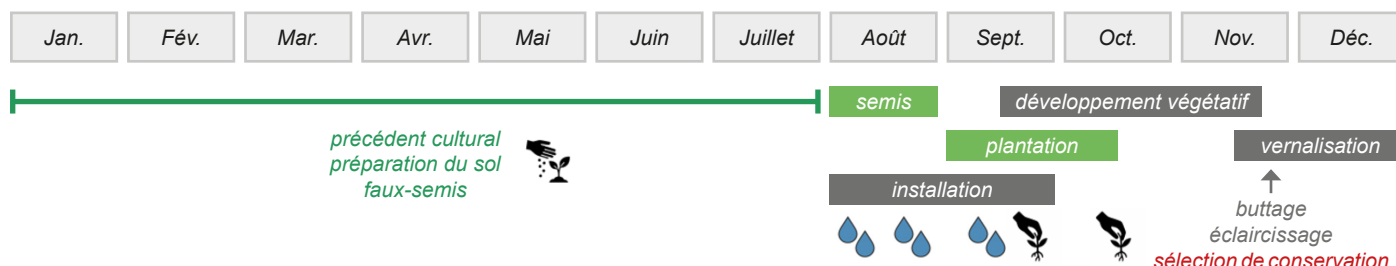 Jan. Fév. Mar. Avr. Mai Juin Juillet Août Sept. Oct. Nov. Déc.
semis développement végétatif
précédent cultural
préparation du sol
faux-semis
plantation vernalisation
installation
buttage
éclaircissage
sélection de conservation